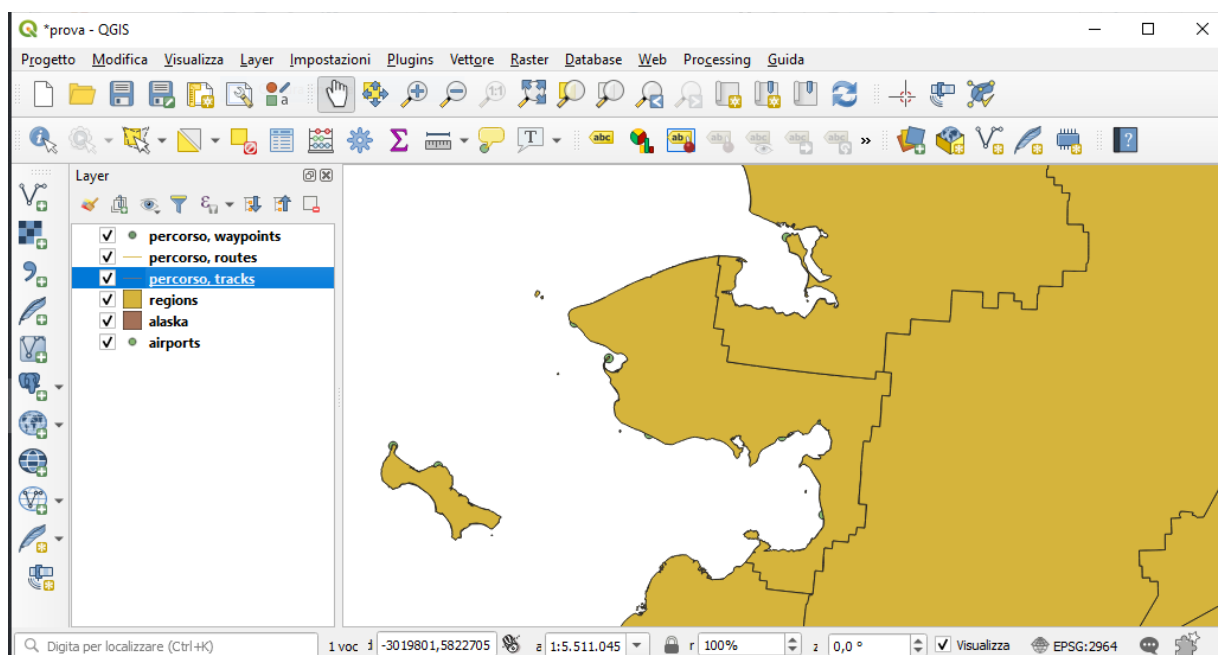 *prova - QGIS
Progetto Modifica Visualizza Layer Impostazioni Plugins Vettore Raster Database Web Processing Guida
Layer
percorso, waypoints
percorso, routes
percorso, tracks
regions
alaska
airports
Digita per localizzare (Ctrl+K) 1 voc -3019801,5822705 1:5.511.045 r 100% z 0,0 ° Visualizza EPSG:2964